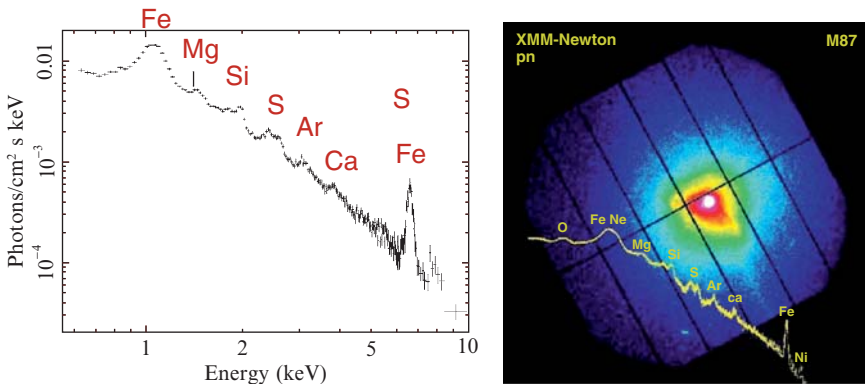 Fe
Mg
Si
S
S
Ar
Ca
Fe
0.01
10⁻³
10⁻⁴
Photons/cm² s keV
1
2
5
10
Energy (keV)
XMM-Newton
pn
M87
O
Fe Ne
Mg
Si
S
Ar
ca
Fe
Ni